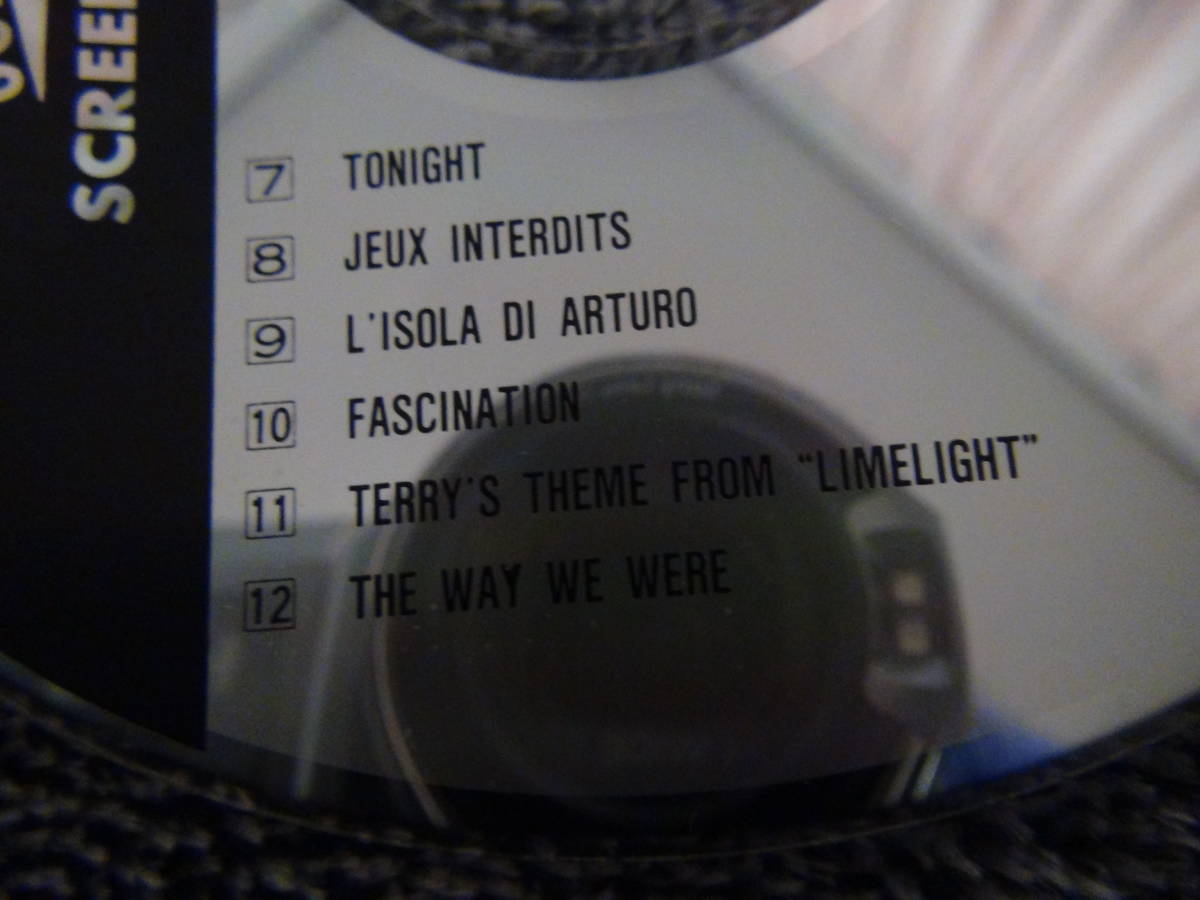 SCREE
7 TONIGHT
8 JEUX INTERDITS
9 L'ISOLA DI ARTURO
10 FASCINATION
11 TERRY'S THEME FROM “LIMELIGHT”
12 THE WAY WE WERE